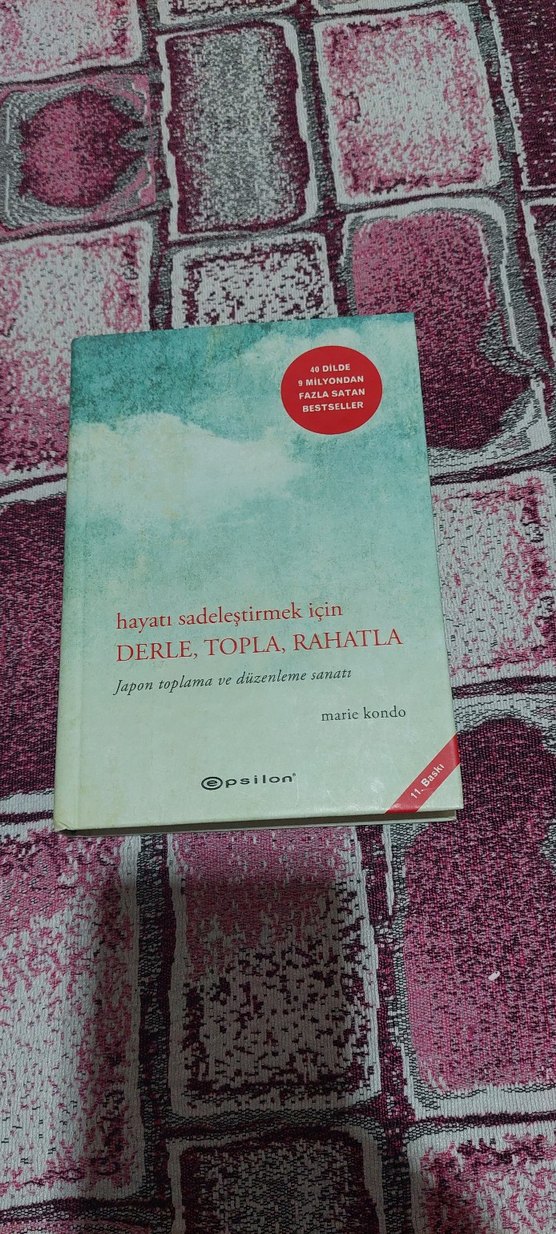 40 DİLDE
9 MİLYONDAN
FAZLA SATAN
BESTSELLER
hayatı sadeleştirmek için
DERLE, TOPLA, RAHATLA
Japon toplama ve düzenleme sanatı
marie kondo
epsilon®
11. Baskı